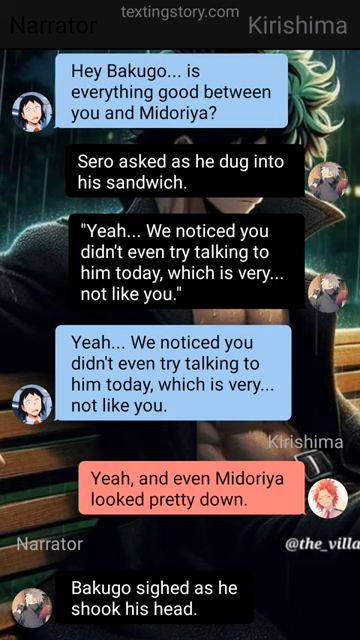 textingstory.com
Narrator
Kirishima
Hey Bakugo... is
everything good between
you and Midoriya?
Sero asked as he dug into
his sandwich.
"Yeah... We noticed you
didn't even try talking to
him today, which is very...
not like you."
Yeah... We noticed you
didn't even try talking to
him today, which is very...
not like you.
Kirishima
Yeah, and even Midoriya
looked pretty down.
Narrator
@the_villa
Bakugo sighed as he
shook his head.